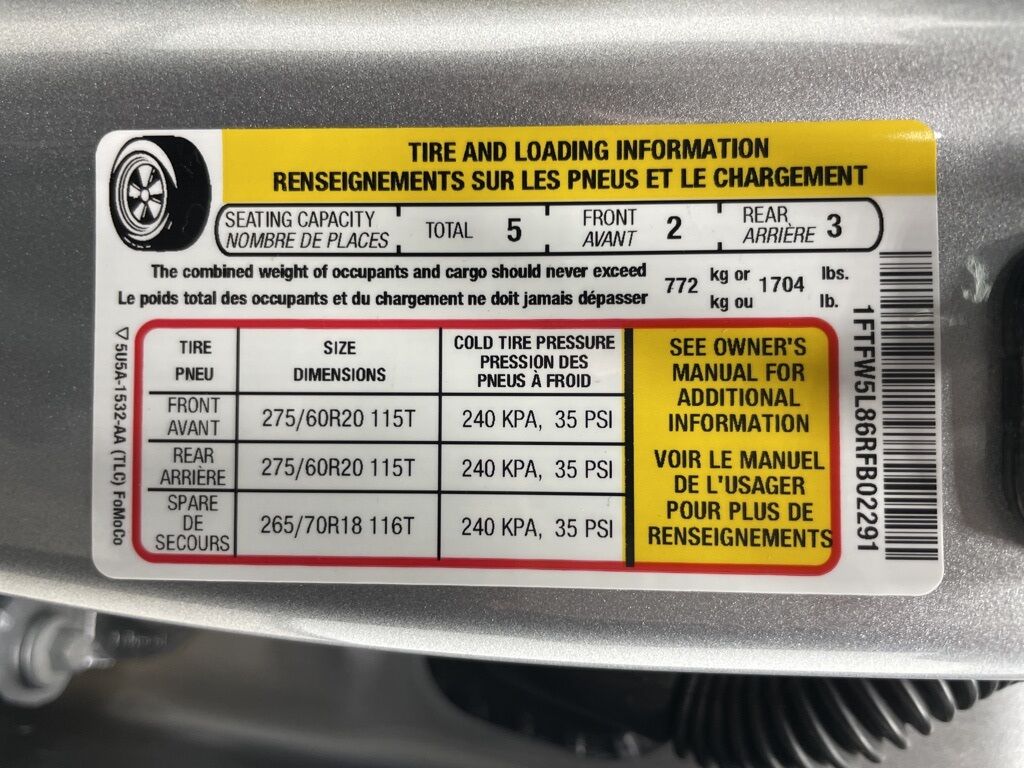 TIRE AND LOADING INFORMATION
RENSEIGNEMENTS SUR LES PNEUS ET LE CHARGEMENT
SEATING CAPACITY
NOMBRE DE PLACES
TOTAL 5
FRONT
AVANT
2
REAR
ARRIÈRE
3
The combined weight of occupants and cargo should never exceed
Le poids total des occupants et du chargement ne doit jamais dépasser
772
kg or
kg ou
1704
lbs.
lb.
TIRE
PNEU
SIZE
DIMENSIONS
COLD TIRE PRESSURE
PRESSION DES
PNEUS À FROID
FRONT
AVANT
275/60R20 115T
240 KPA, 35 PSI
REAR
ARRIÈRE
275/60R20 115T
240 KPA, 35 PSI
SPARE
DE
SECOURS
265/70R18 116T
240 KPA, 35 PSI
SEE OWNER'S
MANUAL FOR
ADDITIONAL
INFORMATION
VOIR LE MANUEL
DE L'USAGER
POUR PLUS DE
RENSEIGNEMENTS
5U5A-1532-AA (TLC) FoMoCo
1FTFW5L86RFB02291